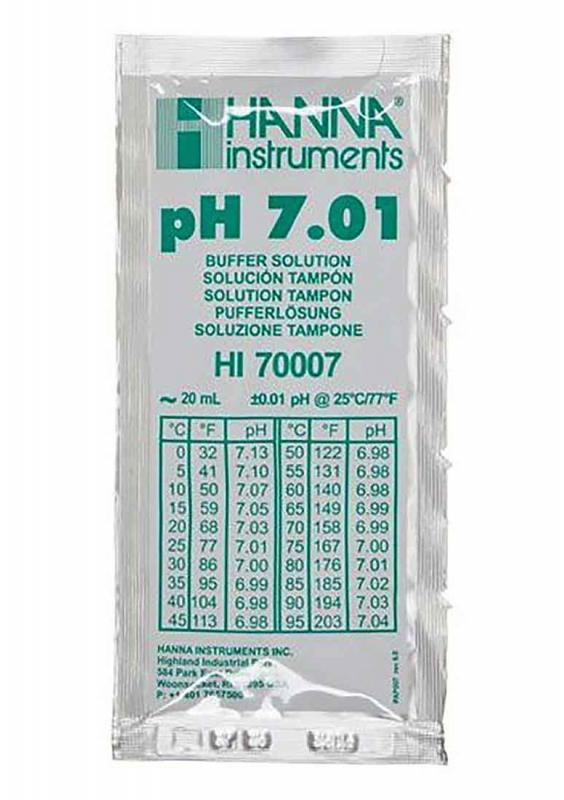 HANNA®
instruments
pH 7.01
BUFFER SOLUTION
SOLUCIÓN TAMPÓN
SOLUTION TAMPON
PUFFERLÖSUNG
SOLUZIONE TAMPONE
HI 70007
~ 20 mL ±0.01 pH @ 25°C/77°F
°C °F pH °C °F pH
0 32 7.13 50 122 6.98
5 41 7.10 55 131 6.98
10 50 7.07 60 140 6.98
15 59 7.05 65 149 6.99
20 68 7.03 70 158 6.99
25 77 7.01 75 167 7.00
30 86 7.00 80 176 7.01
35 95 6.99 85 185 7.02
40 104 6.98 90 194 7.03
45 113 6.98 95 203 7.04
HANNA INSTRUMENTS INC.
Highland Industrial
584 Park East
P: +1 401